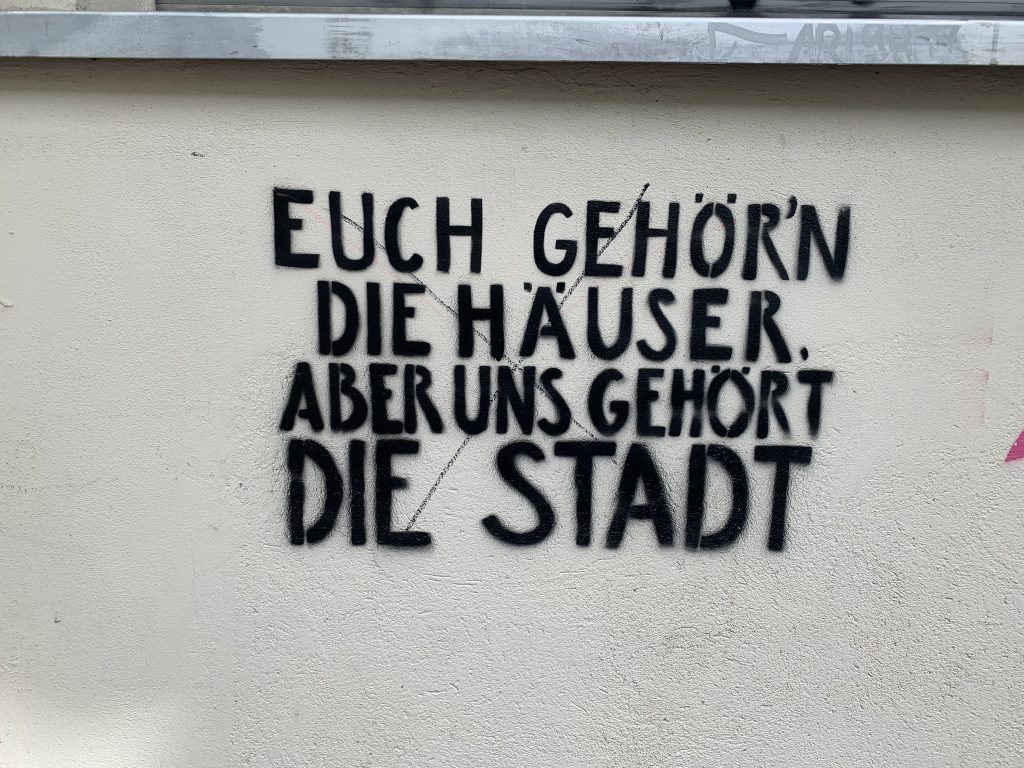 EUCH GEHÖR'N
DIE HÄUSER.
ABER UNS GEHÖRT
DIE STADT